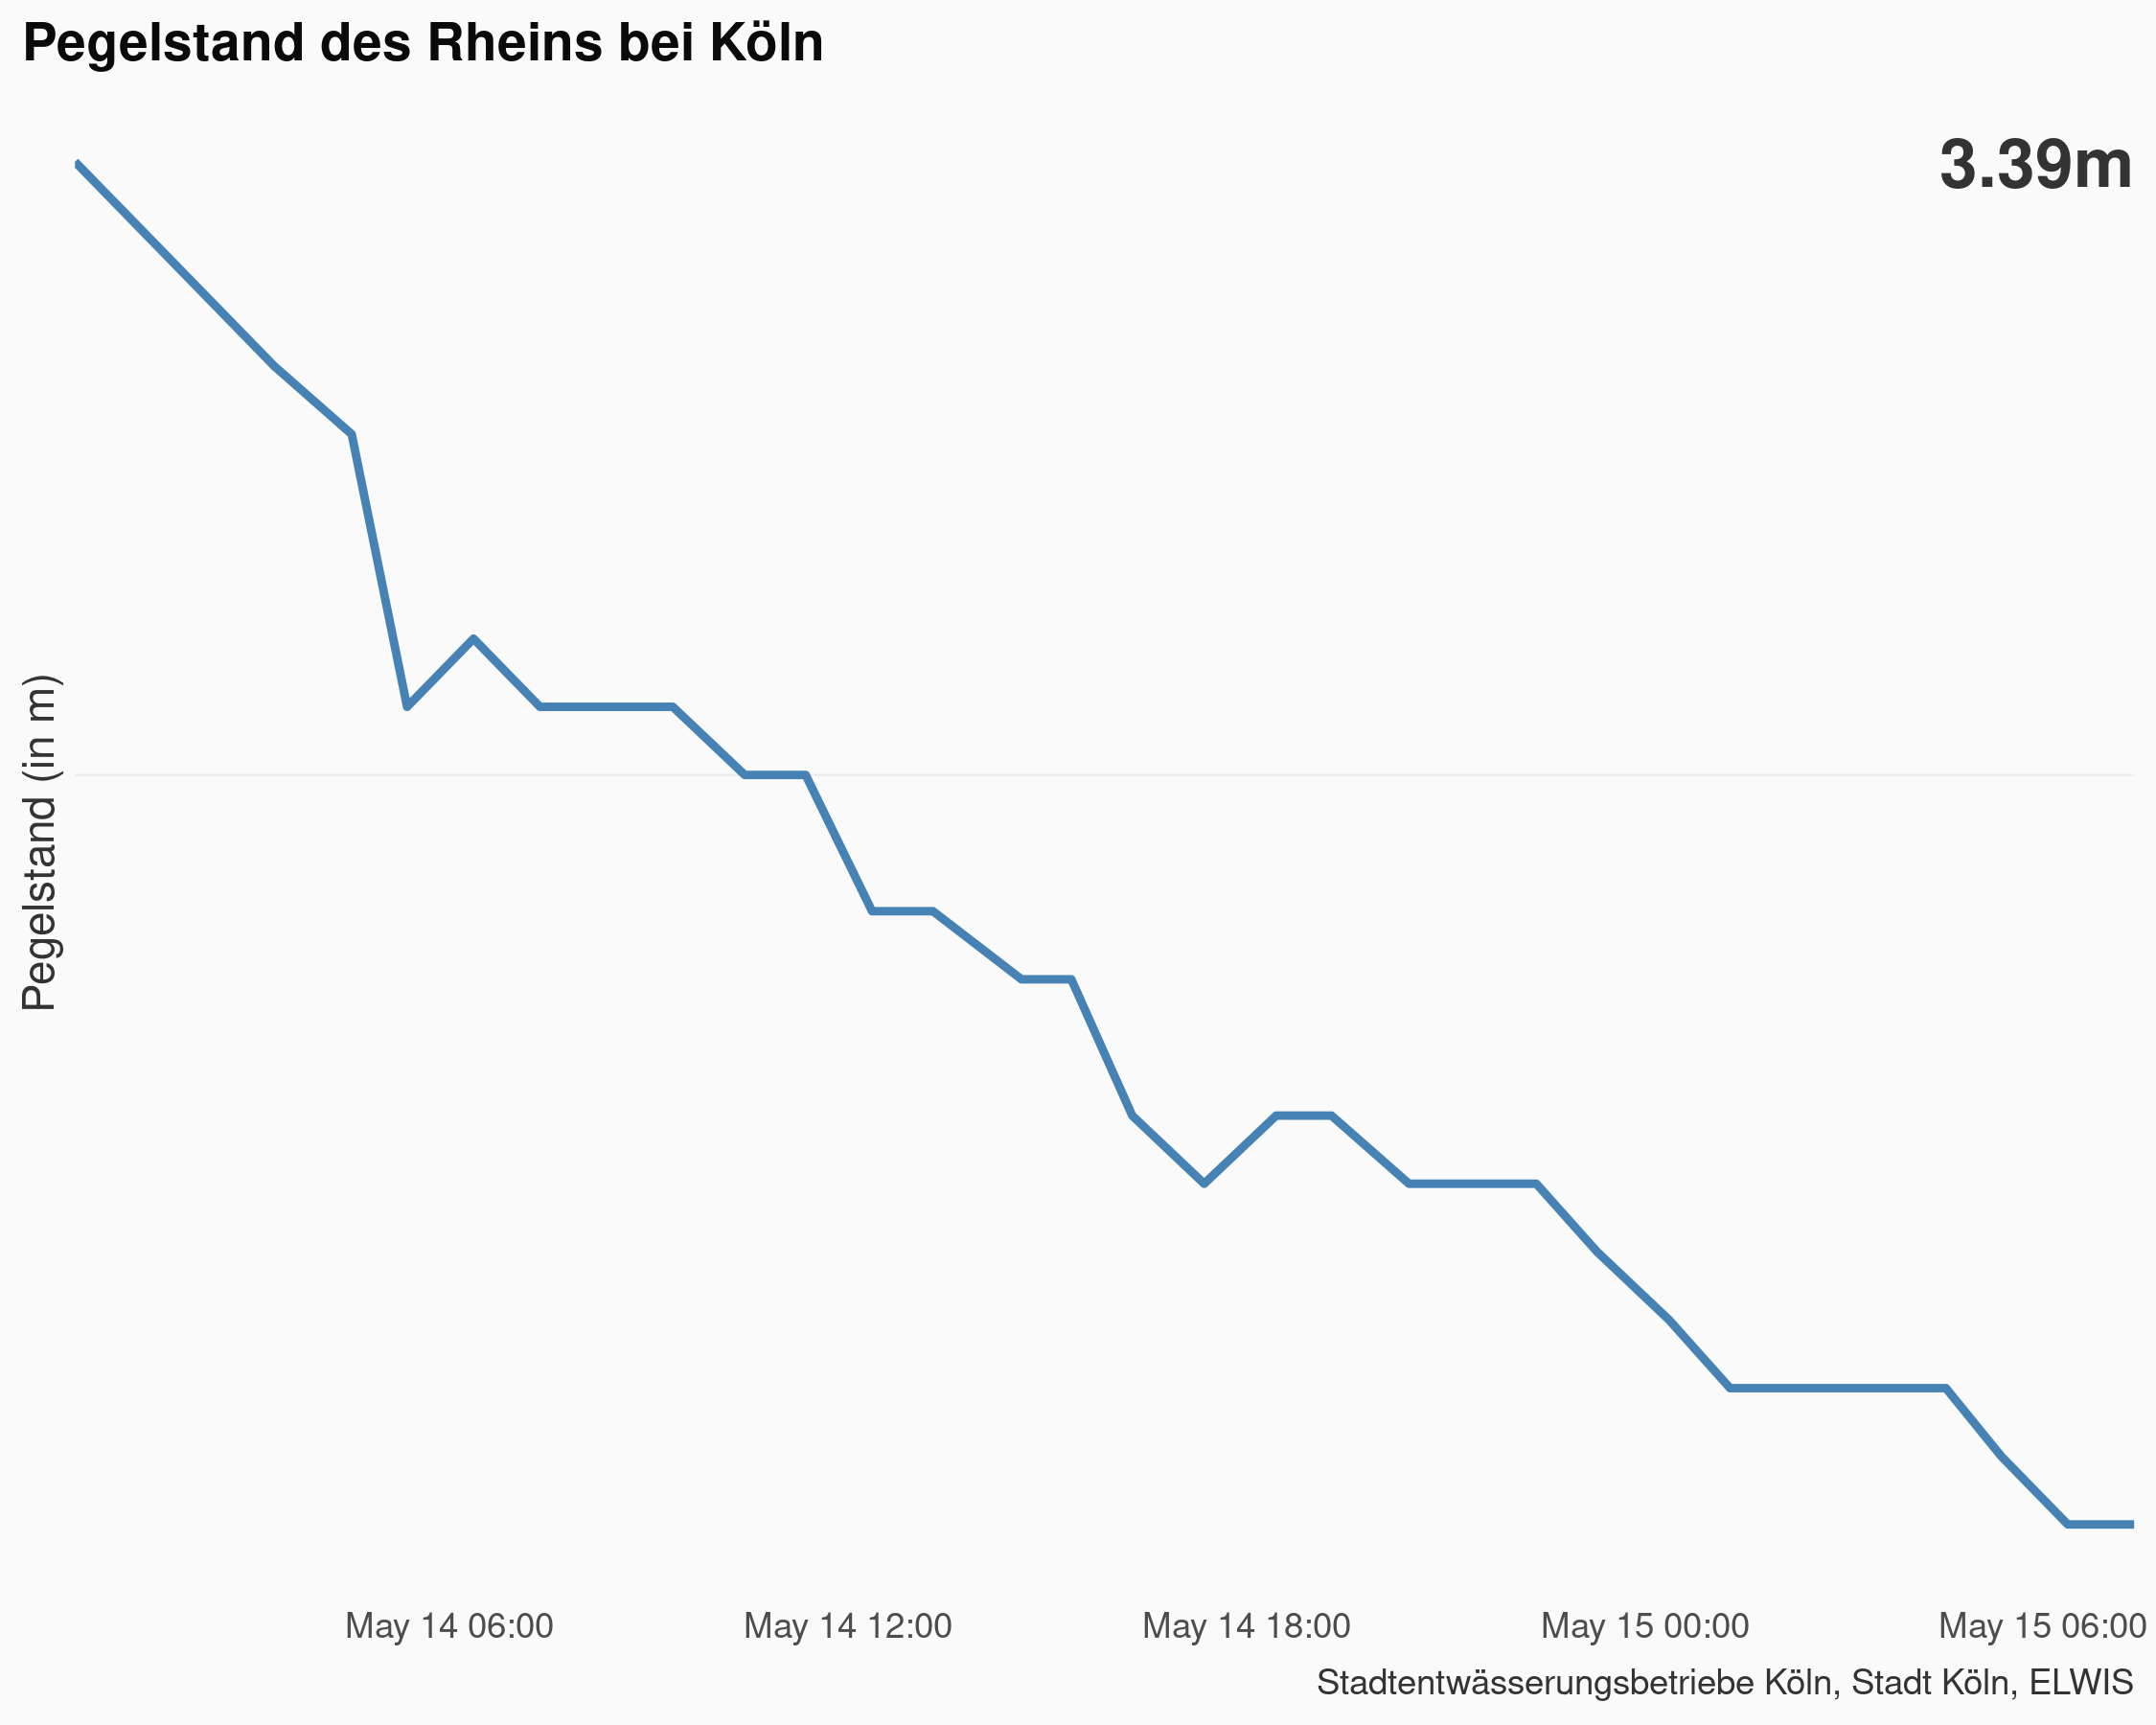 Pegelstand des Rheins bei Köln
3.39m
Pegelstand (in m)
May 14 06:00
May 14 12:00
May 14 18:00
May 15 00:00
May 15 06:00
Stadtentwässerungsbetriebe Köln, Stadt Köln, ELWIS